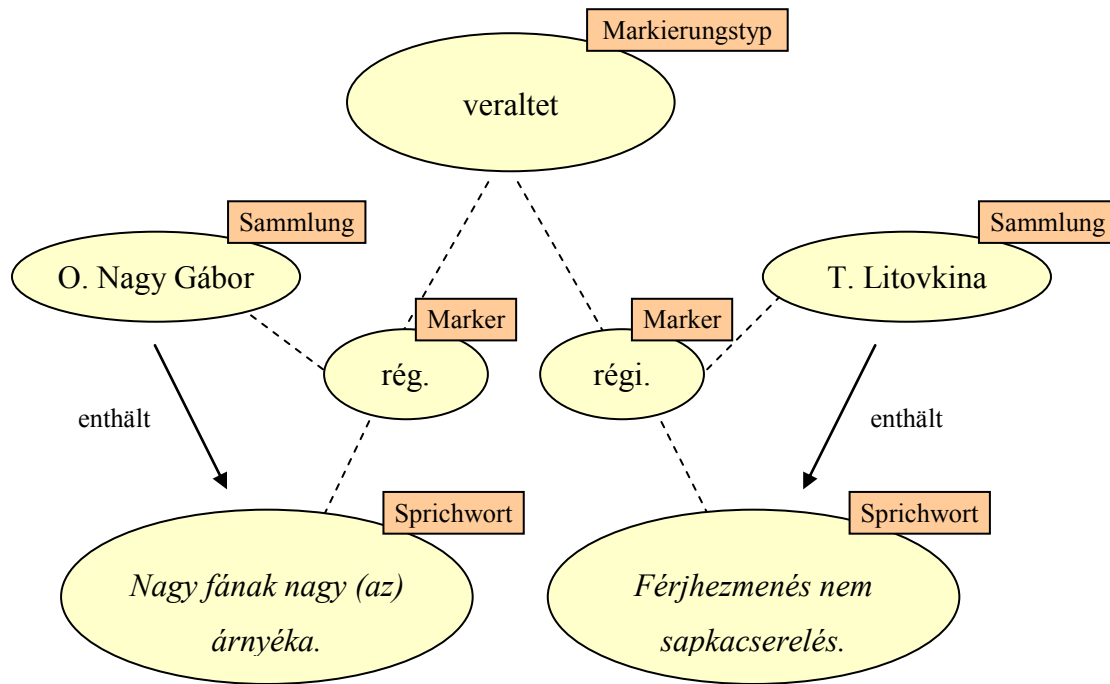 Markierungstyp
veraltet
Sammlung
Sammlung
O. Nagy Gábor
T. Litovkina
Marker
Marker
rég.
régi.
enthält
enthält
Sprichwort
Sprichwort
Nagy fának nagy (az)
árnyéka.
Férjhezmenés nem
sapkacserelés.